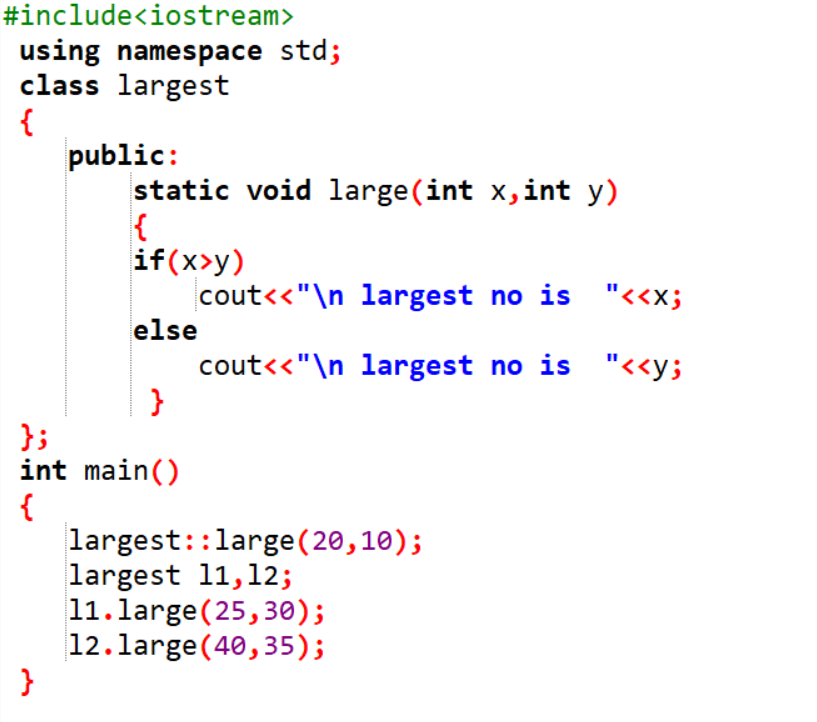 #include<iostream>
using namespace std;
class largest
{
public:
static void large(int x,int y)
{
if(x>y)
cout<<"\n largest no is  "<<x;
else
cout<<"\n largest no is  "<<y;
}
};
int main()
{
largest::large(20,10);
largest l1,l2;
l1.large(25,30);
l2.large(40,35);
}